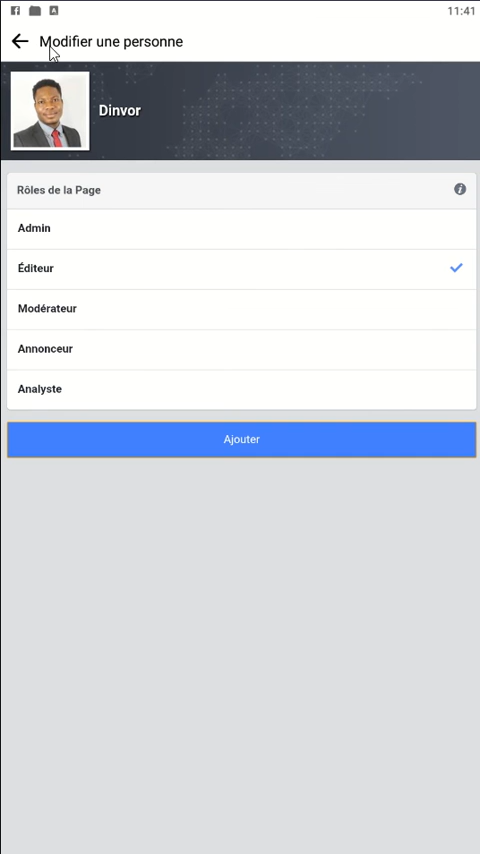 11:41
Modifier une personne
Dinvor
Rôles de la Page
Admin
Éditeur
Modérateur
Annonceur
Analyste
Ajouter